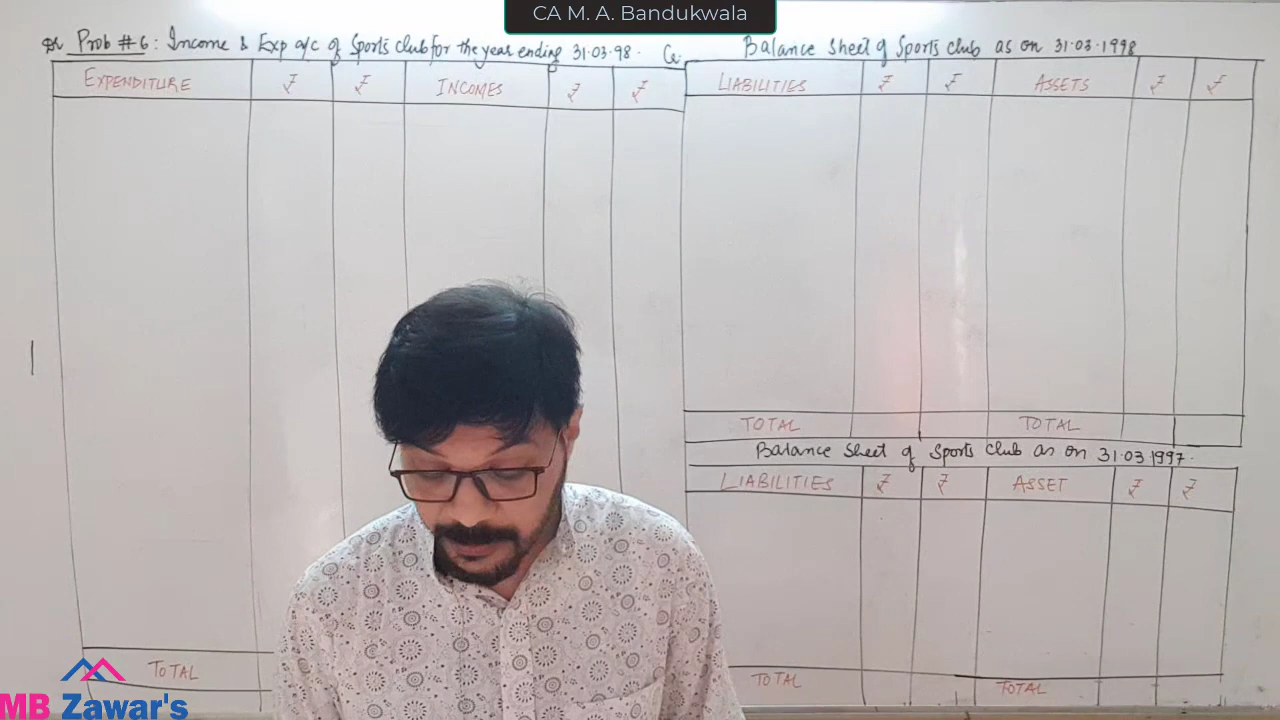 CA M. A. Bandukwala
Dr Prob #6: Income & Exp a/c of Sports club for the year ending 31.03.98. Cr.
EXPENDITURE ₹ ₹ INCOMES ₹ ₹
TOTAL
Balance Sheet of Sports club as on 31.03.1998
LIABILITIES ₹ ₹ ASSETS ₹ ₹
TOTAL TOTAL
Balance Sheet of Sports club as on 31.03.1997.
LIABILITIES ₹ ₹ ASSET ₹ ₹
TOTAL TOTAL
MB Zawar's